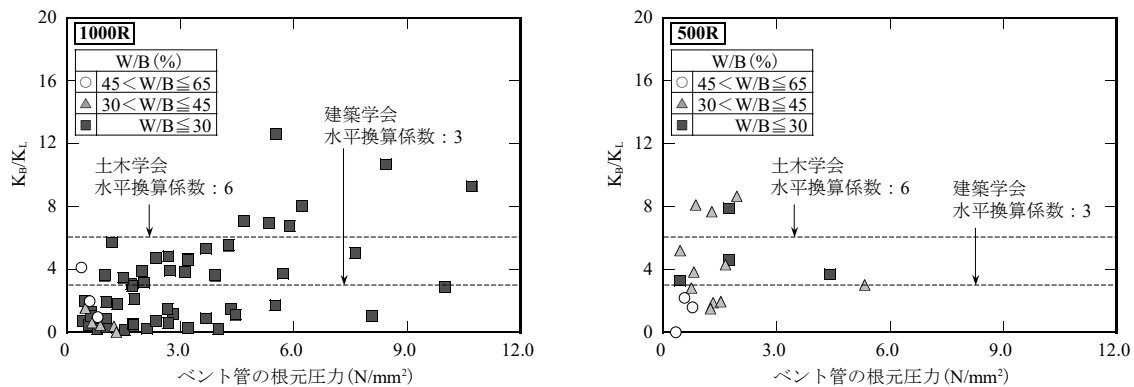 1000R
W/B(%)
45<W/B≦65
30<W/B≦45
W/B≦30
建築学会
水平換算係数：3
土木学会
水平換算係数：6
K_B/K_L
20
16
12
8
4
0
0 3.0 6.0 9.0 12.0
ベント管の根元圧力(N/mm²)
500R
W/B(%)
45<W/B≦65
30<W/B≦45
W/B≦30
土木学会
水平換算係数：6
建築学会
水平換算係数：3
K_B/K_L
20
16
12
8
4
0
0 3.0 6.0 9.0 12.0
ベント管の根元圧力(N/mm²)